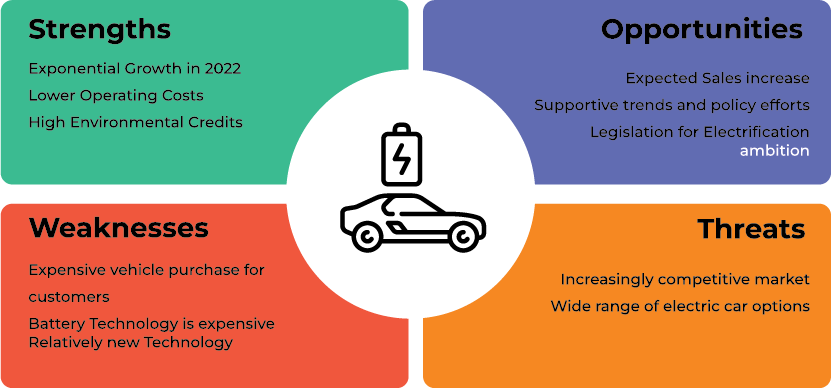 Strengths
Exponential Growth in 2022
Lower Operating Costs
High Environmental Credits
Opportunities
Expected Sales increase
Supportive trends and policy efforts
Legislation for Electrification
ambition
Weaknesses
Expensive vehicle purchase for
customers
Battery Technology is expensive
Relatively new Technology
Threats
Increasingly competitive market
Wide range of electric car options